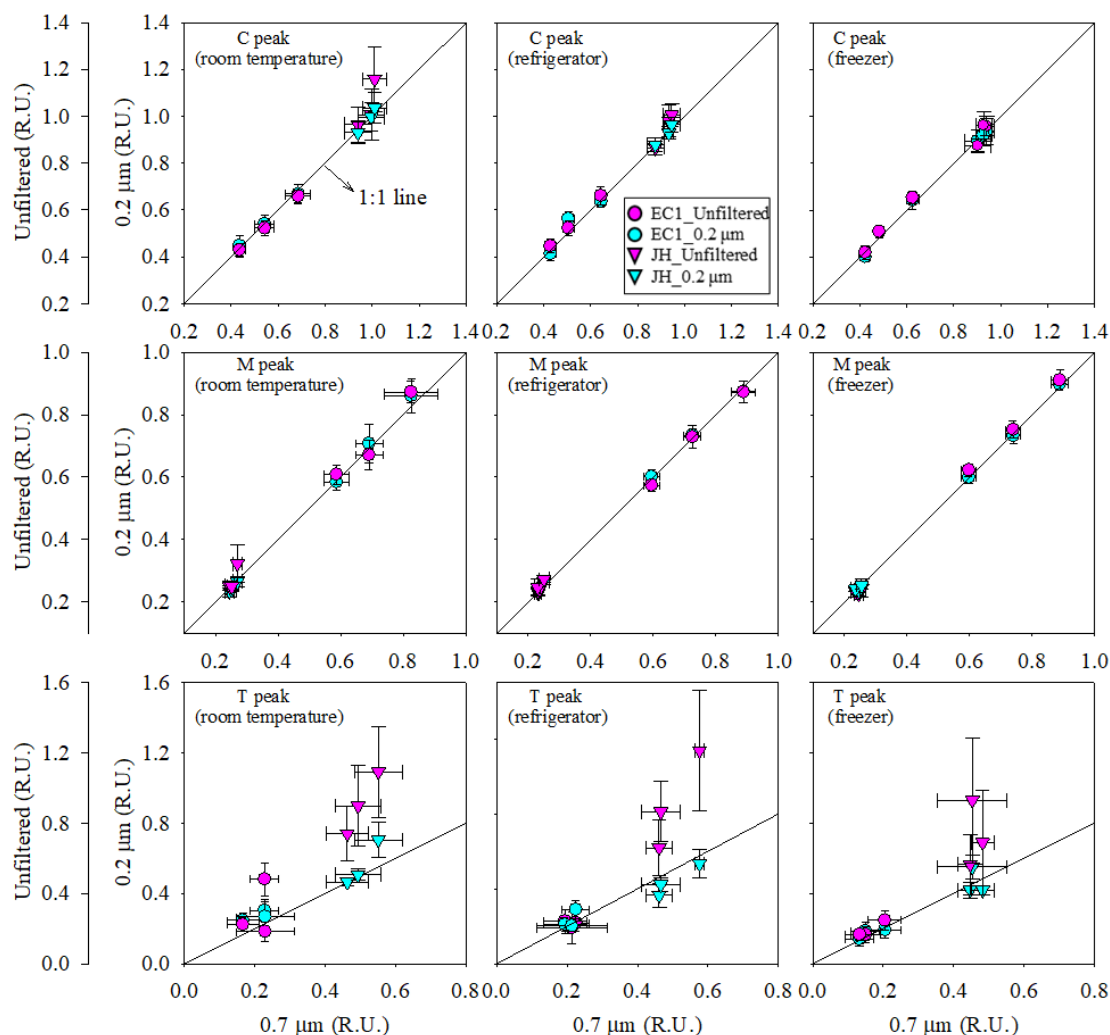 Unfiltered (R.U.)
0.2 µm (R.U.)
1.4
1.2
1.0
0.8
0.6
0.4
0.2
C peak
(room temperature)
1:1 line
C peak
(refrigerator)
C peak
(freezer)
EC1_Unfiltered
EC1_0.2 µm
JH_Unfiltered
JH_0.2 µm
0.2 0.4 0.6 0.8 1.0 1.2 1.4
0.2 0.4 0.6 0.8 1.0 1.2 1.4
0.2 0.4 0.6 0.8 1.0 1.2 1.4
Unfiltered (R.U.)
0.2 µm (R.U.)
1.0
0.8
0.6
0.4
0.2
M peak
(room temperature)
M peak
(refrigerator)
M peak
(freezer)
0.2 0.4 0.6 0.8 1.0
0.2 0.4 0.6 0.8 1.0
0.2 0.4 0.6 0.8 1.0
Unfiltered (R.U.)
0.2 µm (R.U.)
1.6
1.2
0.8
0.4
0.0
T peak
(room temperature)
T peak
(refrigerator)
T peak
(freezer)
0.0 0.2 0.4 0.6 0.8
0.0 0.2 0.4 0.6 0.8
0.0 0.2 0.4 0.6 0.8
0.7 µm (R.U.)
0.7 µm (R.U.)
0.7 µm (R.U.)